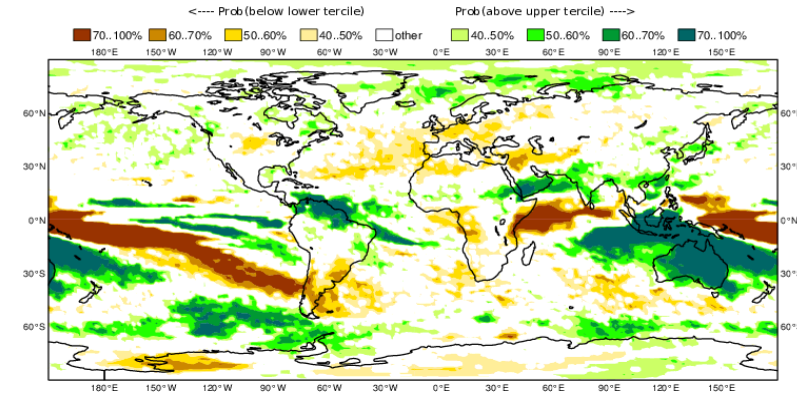 <---- Prob(below lower tercile) Prob(above upper tercile) ---->
70..100% 60..70% 50..60% 40..50% other 40..50% 50..60% 60..70% 70..100%
180°E 150°W 120°W 90°W 60°W 30°W 0°E 30°E 60°E 90°E 120°E 150°E
60°N 60°
30°N 30°
0°N 0°N
30°S 30°S
60°S 60°
180°E 150°W 120°W 90°W 60°W 30°W 0°E 30°E 60°E 90°E 120°E 150°E